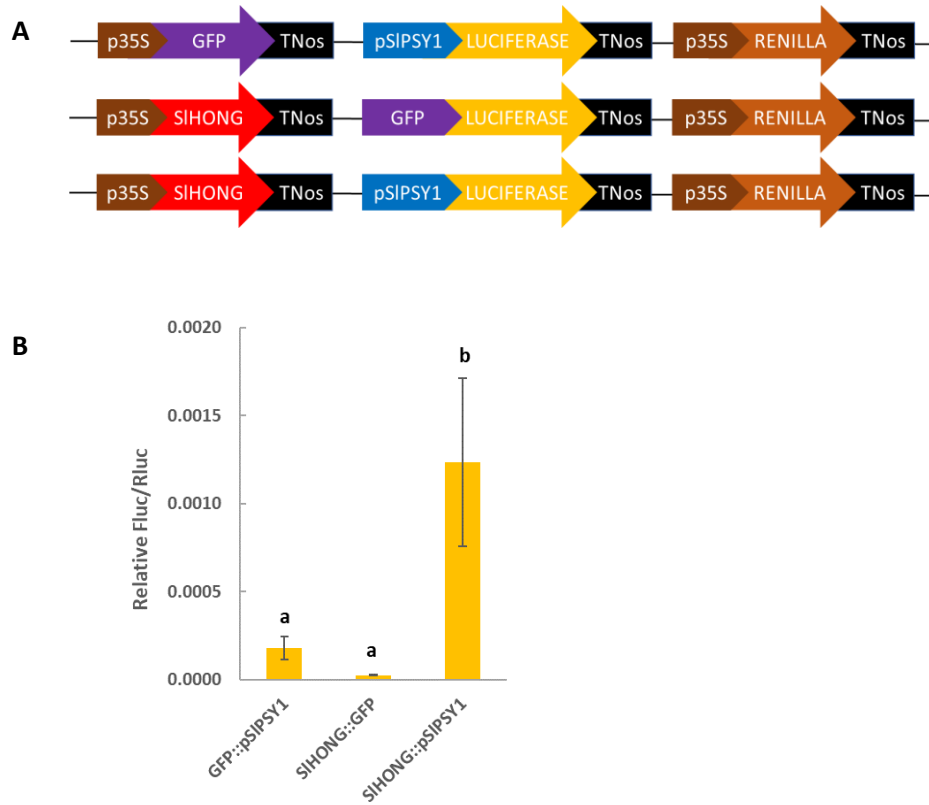 A
p35S GFP TNos pSlPSY1 LUCIFERASE TNos p35S RENILLA TNos
p35S SlHONG TNos GFP LUCIFERASE TNos p35S RENILLA TNos
p35S SlHONG TNos pSlPSY1 LUCIFERASE TNos p35S RENILLA TNos
B
Relative Fluc/Rluc
0.0020
0.0015
0.0010
0.0005
0.0000
a
a
b
GFP::pSlPSY1
SlHONG::GFP
SlHONG::pSlPSY1